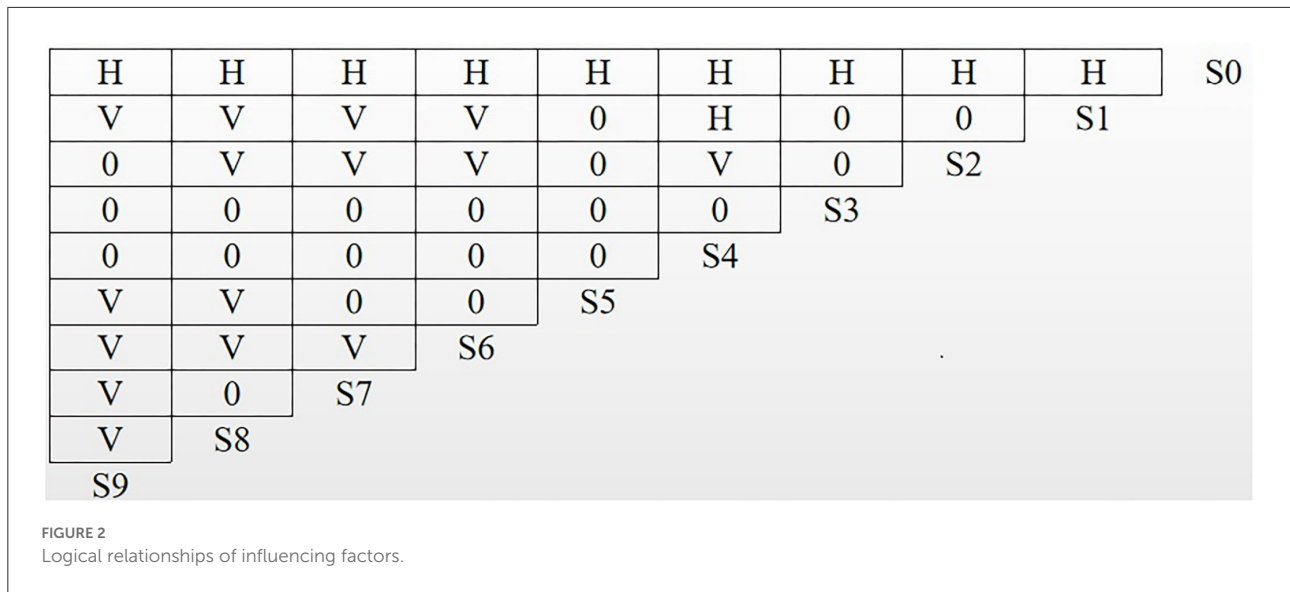 H H H H H H H H H S0
V V V V 0 H 0 0 S1
0 V V V 0 V 0 S2
0 0 0 0 0 0 S3
0 0 0 0 0 S4
V V 0 0 S5
V V V S6
V 0 S7
V S8
S9
FIGURE 2
Logical relationships of influencing factors.